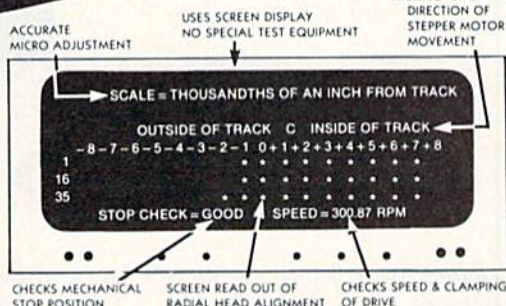 USES SCREEN DISPLAY
NO SPECIAL TEST EQUIPMENT
ACCURATE
MICRO ADJUSTMENT
DIRECTION OF
STEPPER MOTOR
MOVEMENT
SCALE = THOUSANDTHS OF AN INCH FROM TRACK
OUTSIDE OF TRACK C INSIDE OF TRACK
-8-7-6-5-4-3-2-1 0+1+2+3+4+5+6+7+8
1 * * * * * * * * *
16 * * * * * * * * *
35 * * * * * * * * * *
STOP CHECK = GOOD SPEED = 300.87 RPM
CHECKS MECHANICAL
STOP POSITION
SCREEN READ OUT OF
RADIAL HEAD ALIGNMENT
CHECKS SPEED & CLAMPING
OF DRIVE